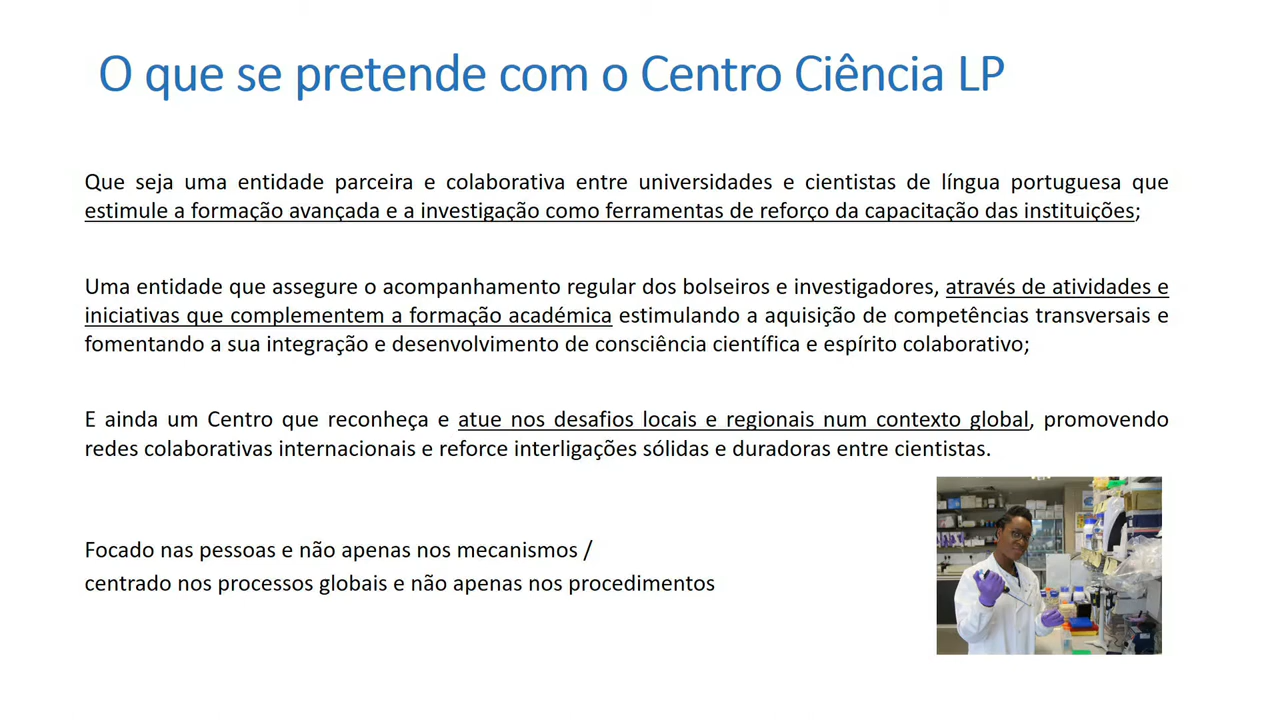 O que se pretende com o Centro Ciência LP
Que seja uma entidade parceira e colaborativa entre universidades e cientistas de língua portuguesa que
estimule a formação avançada e a investigação como ferramentas de reforço da capacitação das instituições;
Uma entidade que assegure o acompanhamento regular dos bolseiros e investigadores, através de atividades e
iniciativas que complementem a formação académica estimulando a aquisição de competências transversais e
fomentando a sua integração e desenvolvimento de consciência científica e espírito colaborativo;
E ainda um Centro que reconheça e atue nos desafios locais e regionais num contexto global, promovendo
redes colaborativas internacionais e reforce interligações sólidas e duradoras entre cientistas.
Focado nas pessoas e não apenas nos mecanismos /
centrado nos processos globais e não apenas nos procedimentos